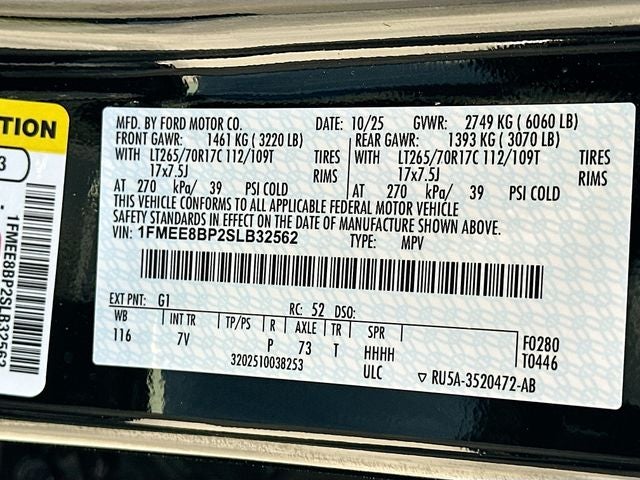 TION
3
1FMEE8BP2SLB32562
MFD. BY FORD MOTOR CO. DATE: 10/25 GVWR: 2749 KG ( 6060 LB)
FRONT GAWR: 1461 KG ( 3220 LB) REAR GAWR: 1393 KG ( 3070 LB)
WITH LT265/70R17C 112/109T TIRES WITH LT265/70R17C 112/109T TIRES
17x7.5J RIMS 17x7.5J RIMS
AT 270 kPa/ 39 PSI COLD AT 270 kPa/ 39 PSI COLD
THIS VEHICLE CONFORMS TO ALL APPLICABLE FEDERAL MOTOR VEHICLE
SAFETY STANDARDS IN EFFECT ON THE DATE OF MANUFACTURE SHOWN ABOVE.
VIN: 1FMEE8BP2SLB32562 TYPE: MPV
EXT PNT: G1 RC: 52 DSO:
WB INT TR TP/PS R AXLE TR SPR F0280
116 7V P 73 T HHHH T0446
3202510038253 ULC ▽ RU5A-3520472-AB